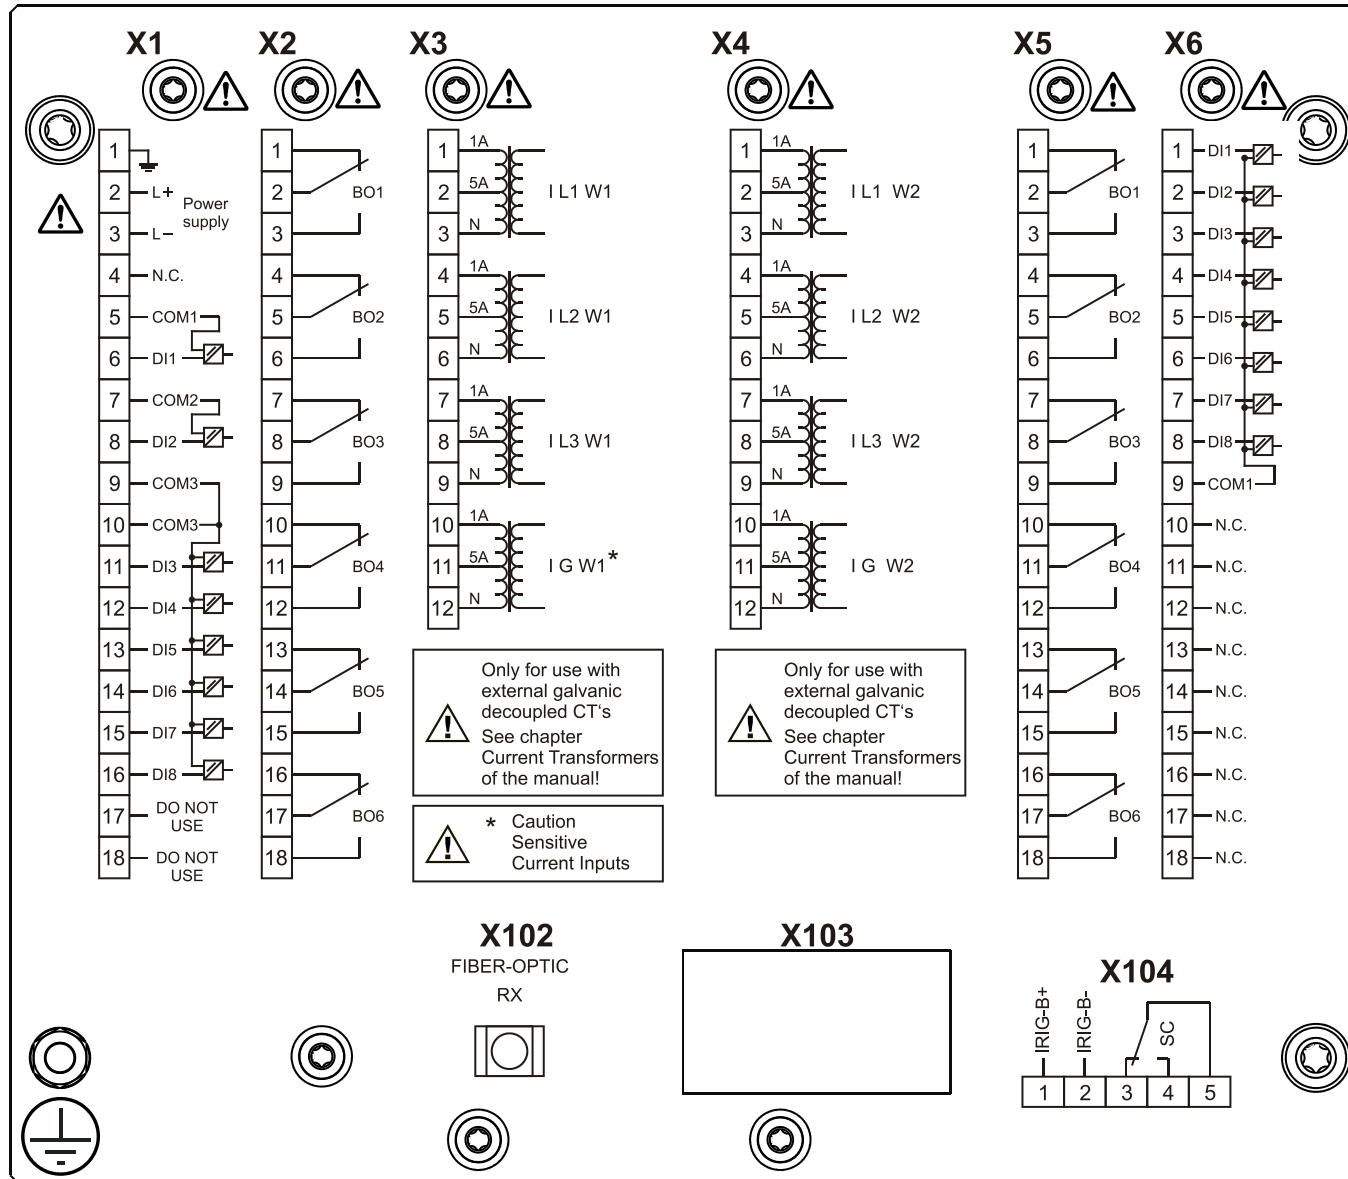 X1
1
2 L+ Power
3 L– supply
4 N.C.
5 COM1
6 DI1
7 COM2
8 DI2
9 COM3
10 COM3
11 DI3
12 DI4
13 DI5
14 DI6
15 DI7
16 DI8
17 DO NOT
USE
18 DO NOT
USE
X2
1
2 BO1
3
4
5 BO2
6
7
8 BO3
9
10
11 BO4
12
13
14 BO5
15
16
17 BO6
18
X3
1 1A
2 5A I L1 W1
3 N
4 1A
5 5A I L2 W1
6 N
7 1A
8 5A I L3 W1
9 N
10 1A
11 5A I G W1*
12 N
Only for use with
external galvanic
decoupled CT's
See chapter
Current Transformers
of the manual!
* Caution
Sensitive
Current Inputs
X4
1 1A
2 5A I L1 W2
3 N
4 1A
5 5A I L2 W2
6 N
7 1A
8 5A I L3 W2
9 N
10 1A
11 5A I G W2
12 N
Only for use with
external galvanic
decoupled CT's
See chapter
Current Transformers
of the manual!
X5
1
2 BO1
3
4
5 BO2
6
7
8 BO3
9
10
11 BO4
12
13
14 BO5
15
16
17 BO6
18
X6
1 DI1
2 DI2
3 DI3
4 DI4
5 DI5
6 DI6
7 DI7
8 DI8
9 COM1
10 N.C.
11 N.C.
12 N.C.
13 N.C.
14 N.C.
15 N.C.
16 N.C.
17 N.C.
18 N.C.
X102
FIBER-OPTIC
RX
X103
X104
IRIG-B+
IRIG-B-
SC
1 2 3 4 5